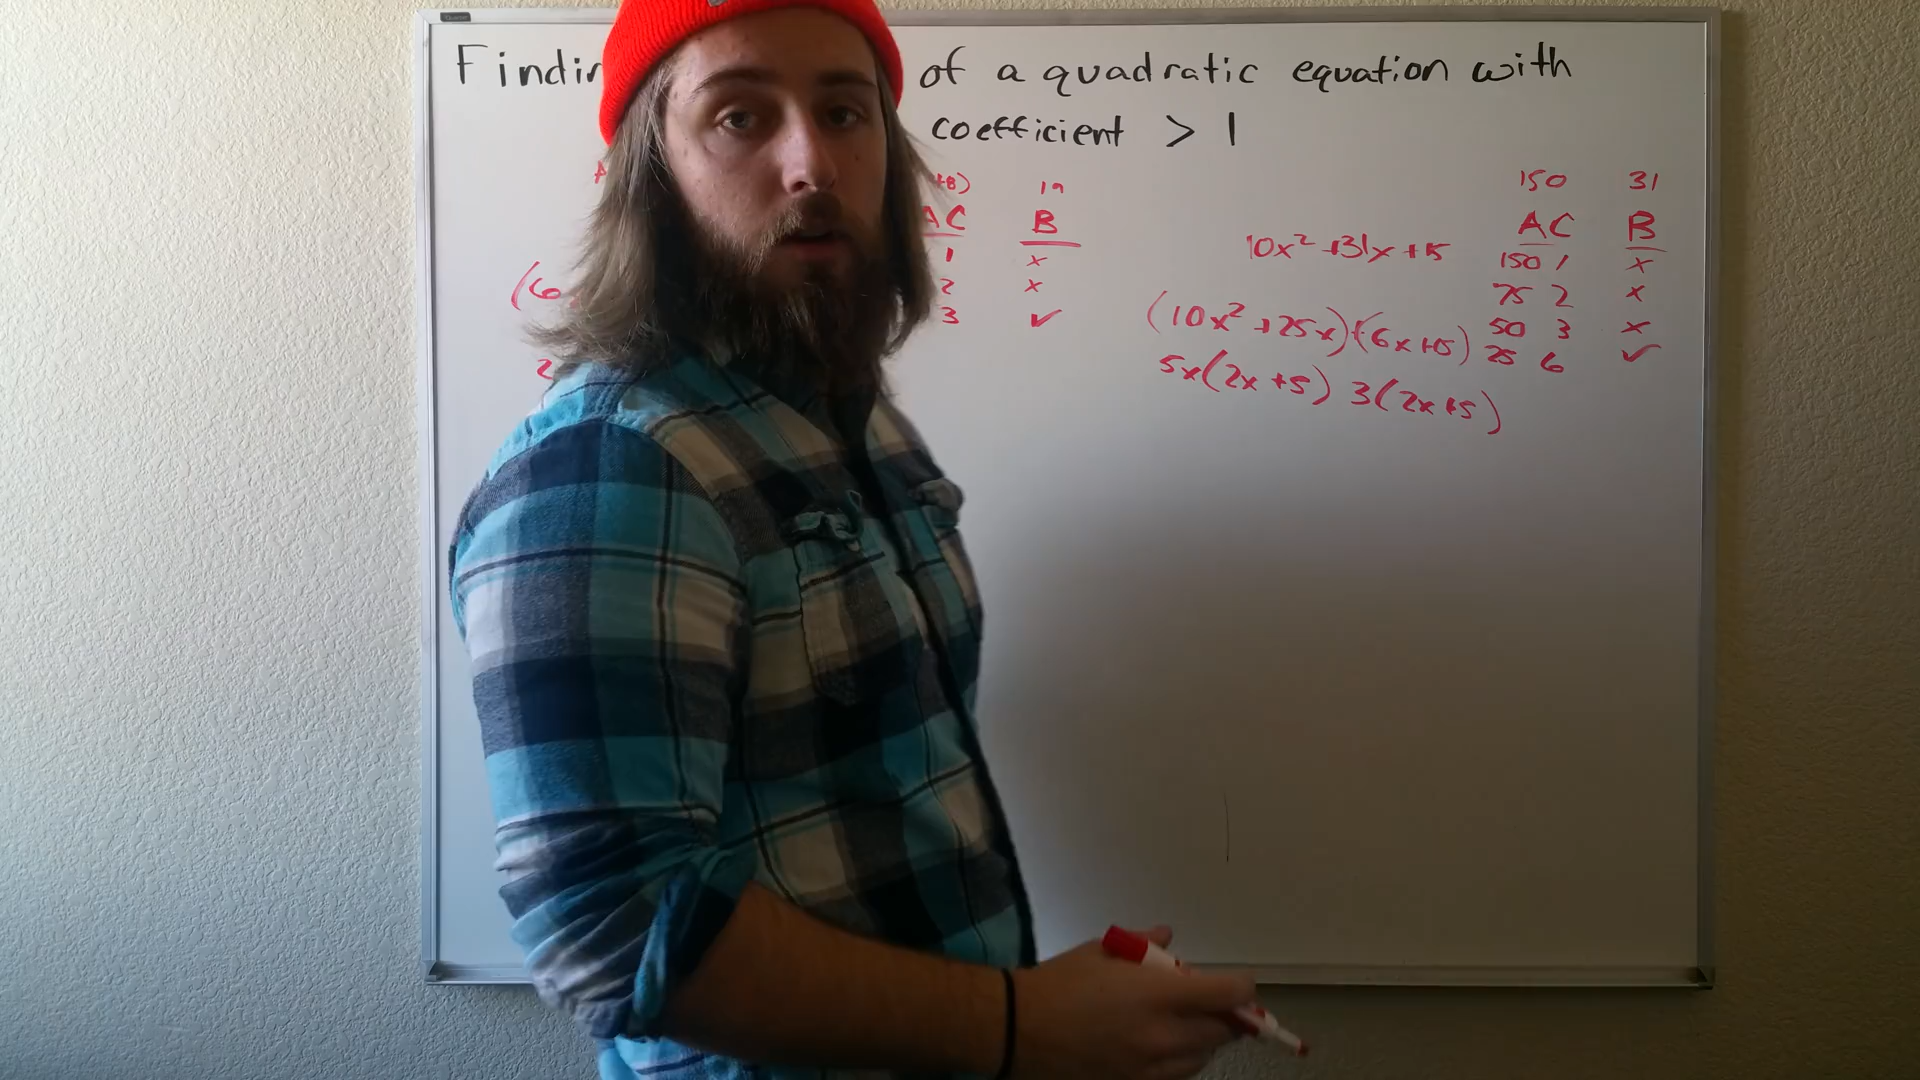 Findin of a quadratic equation with
coefficient > 1
+8) 19
AC B
1 x
2 x
3 ✓
(6
2
150 31
AC B
10x² +31x +15 150 1 x
75 2 x
(10x² +25x)+(6x+15) 50 3 x
25 6 ✓
5x(2x+5) 3(2x+5)